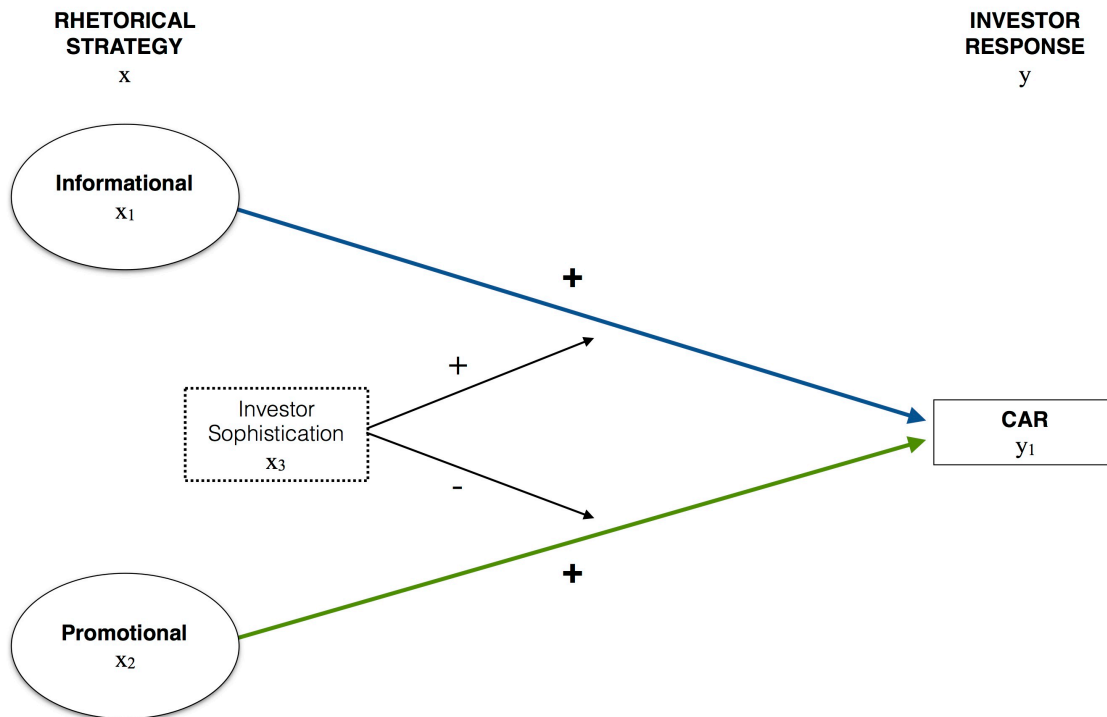 RHETORICAL
STRATEGY
x
INVESTOR
RESPONSE
y
Informational
x₁
+
+
Investor
Sophistication
x₃
-
CAR
y₁
+
Promotional
x₂